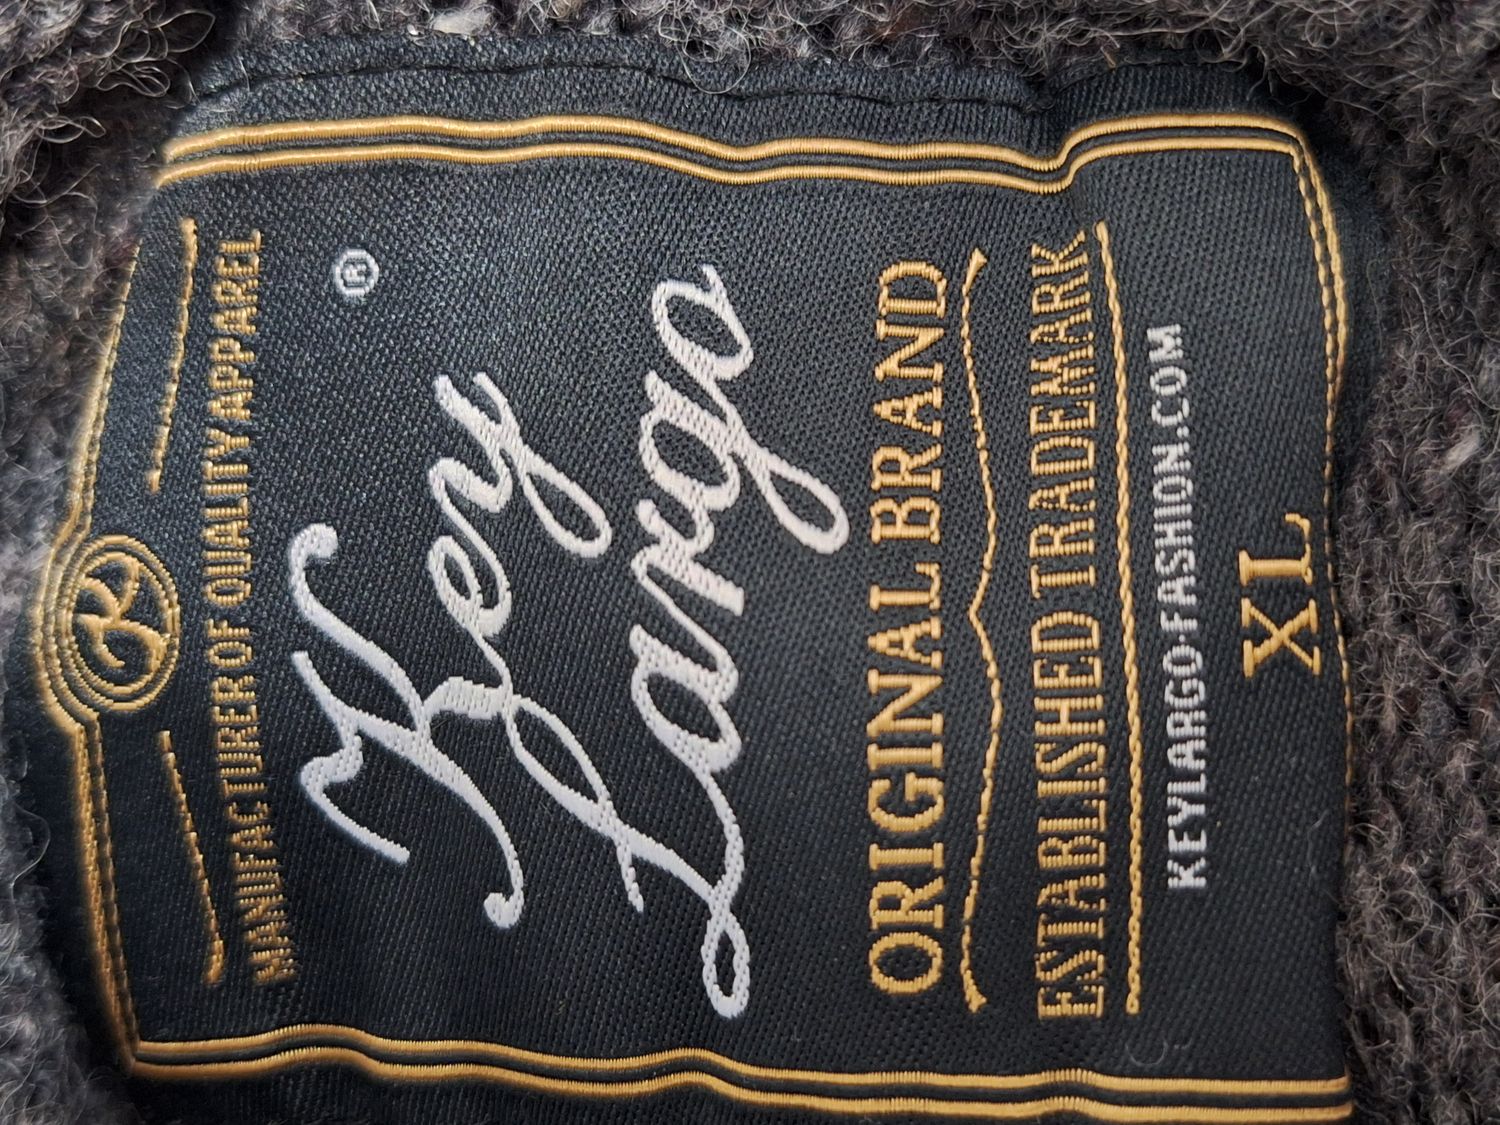 K
MANUFACTURER OF QUALITY APPAREL
Key
Largo ®
ORIGINAL BRAND
ESTABLISHED TRADEMARK
KEYLARGO-FASHION.COM
XL